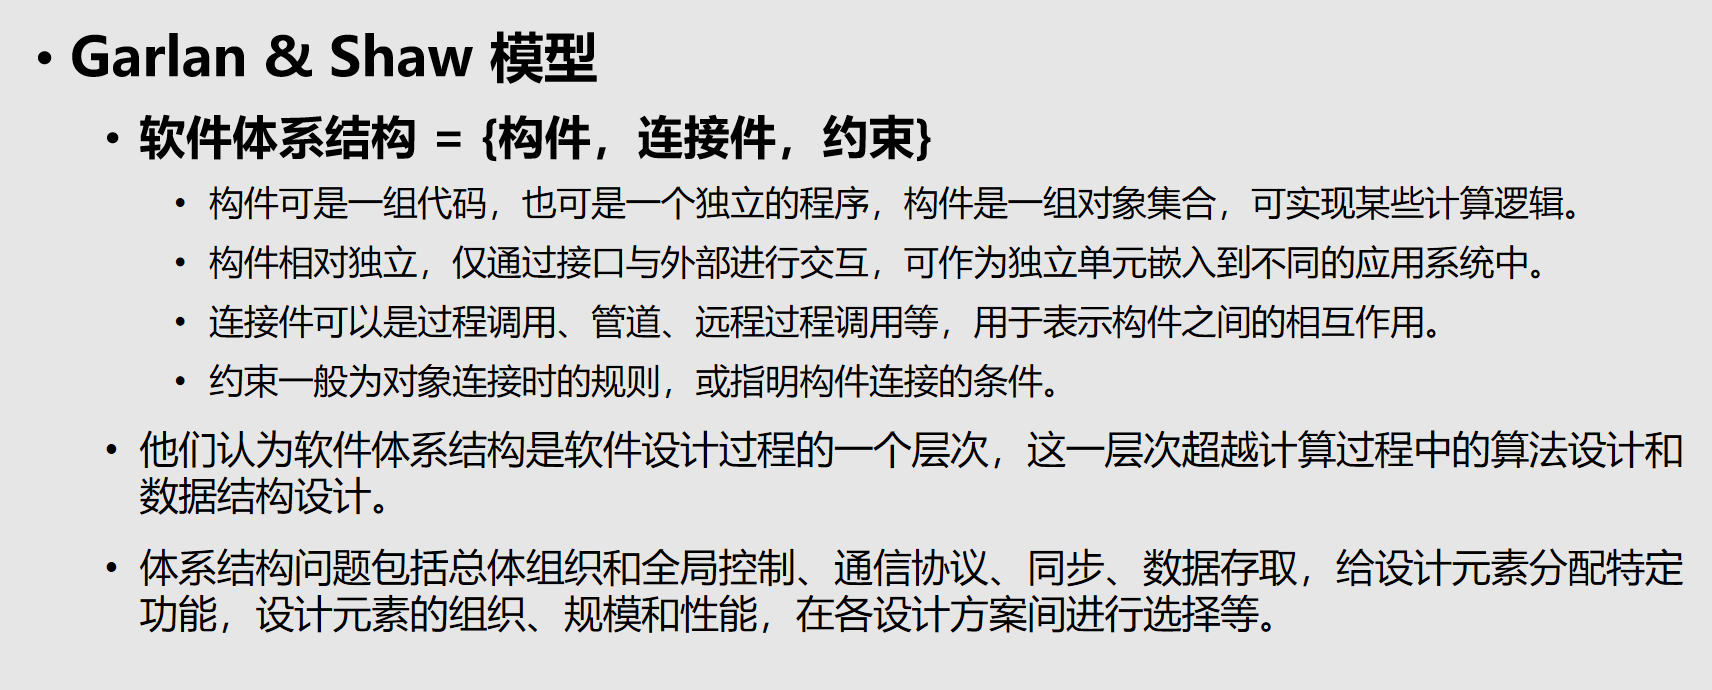 • Garlan & Shaw 模型
• 软件体系结构 = {构件，连接件，约束}
• 构件可是一组代码，也可是一个独立的程序，构件是一组对象集合，可实现某些计算逻辑。
• 构件相对独立，仅通过接口与外部进行交互，可作为独立单元嵌入到不同的应用系统中。
• 连接件可以是过程调用、管道、远程过程调用等，用于表示构件之间的相互作用。
• 约束一般为对象连接时的规则，或指明构件连接的条件。
• 他们认为软件体系结构是软件设计过程的一个层次，这一层次超越计算过程中的算法设计和
数据结构设计。
• 体系结构问题包括总体组织和全局控制、通信协议、同步、数据存取，给设计元素分配特定
功能，设计元素的组织、规模和性能，在各设计方案间进行选择等。